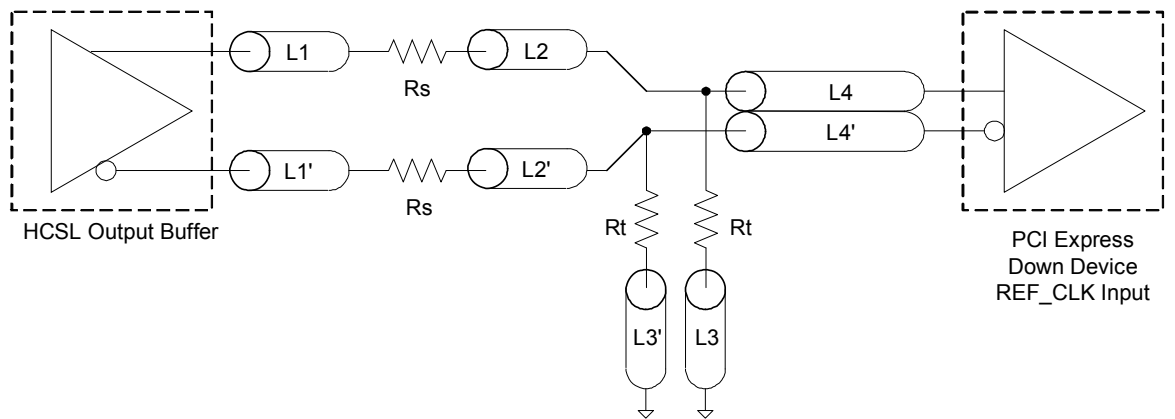 L1
Rs
L2
L4
L4'
L1'
Rs
L2'
HCSL Output Buffer
Rt
Rt
L3'
L3
PCI Express
Down Device
REF_CLK Input